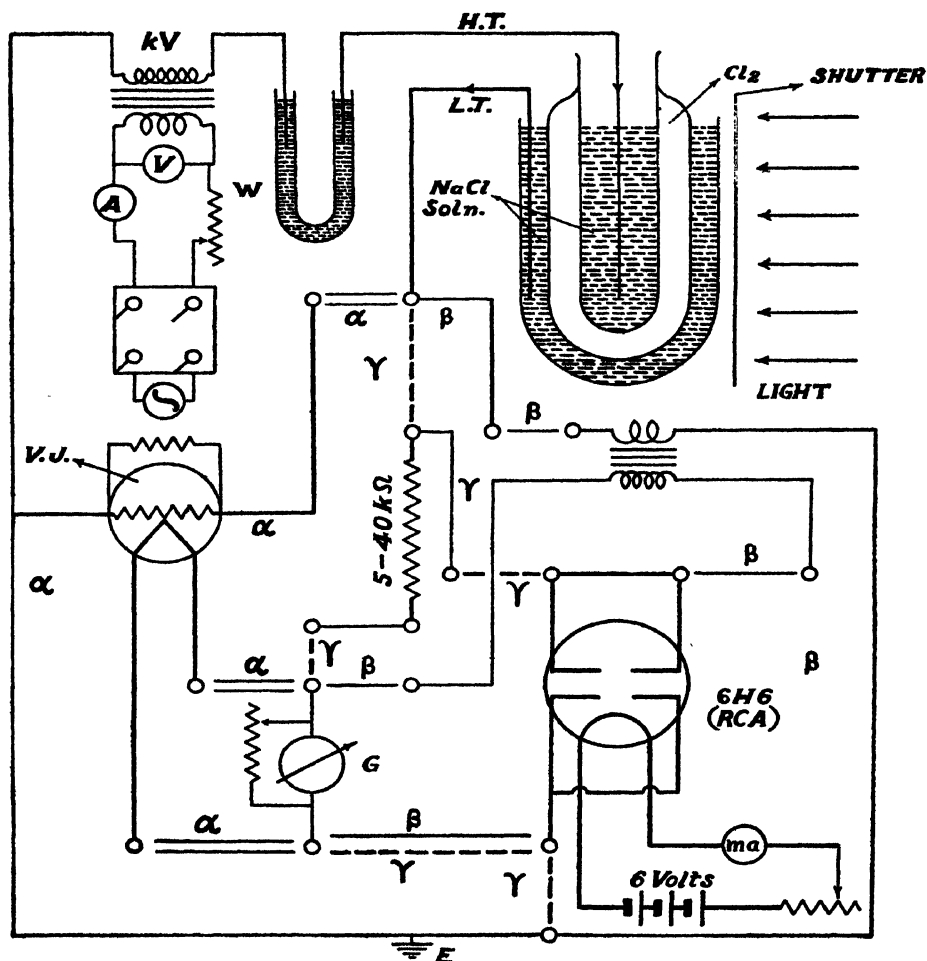 H.T.
kV
Cl₂
SHUTTER
L.T.
V
W
NaCl
Soln.
A
α
β
γ
LIGHT
β
V.J.
γ
α
5-40kΩ
β
α
γ
γ
α
β
β
6H6
(RCA)
G
α
β
ma
γ
γ
6 Volts
E